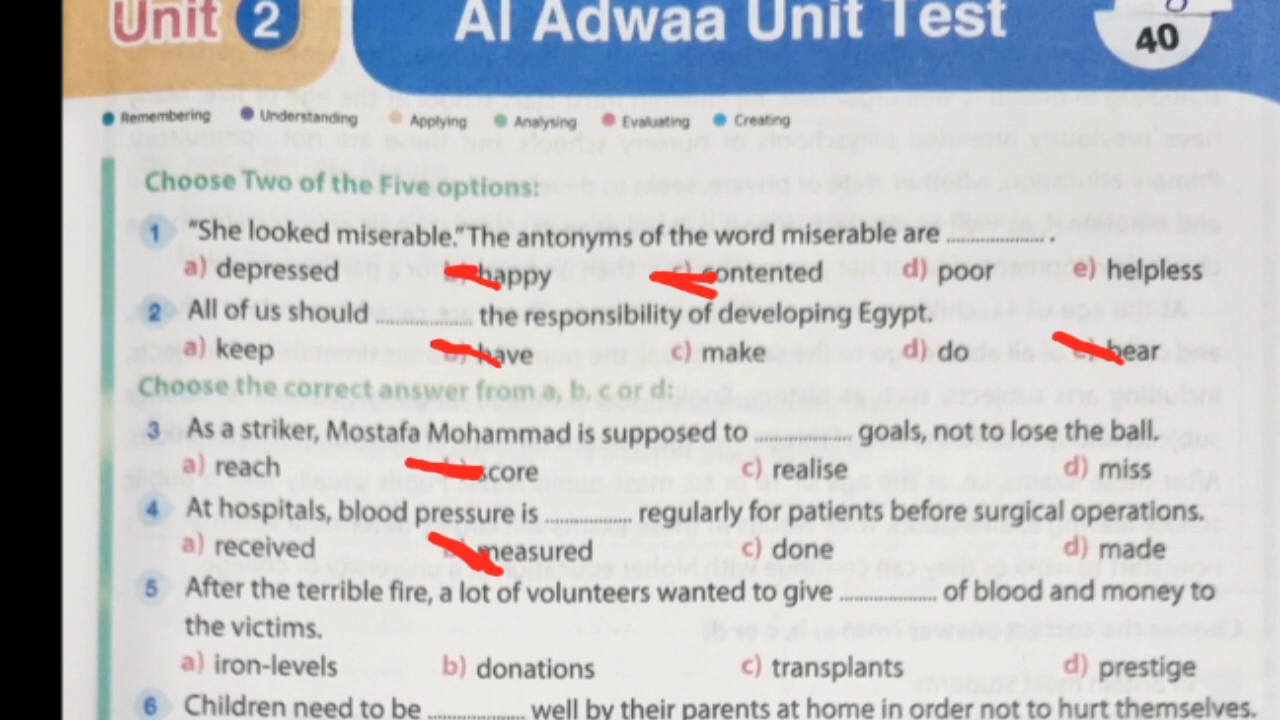 Unit 2 Al Adwaa Unit Test
40
Remembering Understanding Applying Analysing Evaluating Creating
Choose Two of the Five options:
1 "She looked miserable." The antonyms of the word miserable are .................... .
a) depressed b) happy c) contented d) poor e) helpless
2 All of us should .................... the responsibility of developing Egypt.
a) keep b) have c) make d) do e) bear
Choose the correct answer from a, b, c or d:
3 As a striker, Mostafa Mohammad is supposed to .................... goals, not to lose the ball.
a) reach b) score c) realise d) miss
4 At hospitals, blood pressure is .................... regularly for patients before surgical operations.
a) received b) measured c) done d) made
5 After the terrible fire, a lot of volunteers wanted to give .................... of blood and money to
the victims.
a) iron-levels b) donations c) transplants d) prestige
6 Children need to be .................... well by their parents at home in order not to hurt themselves.